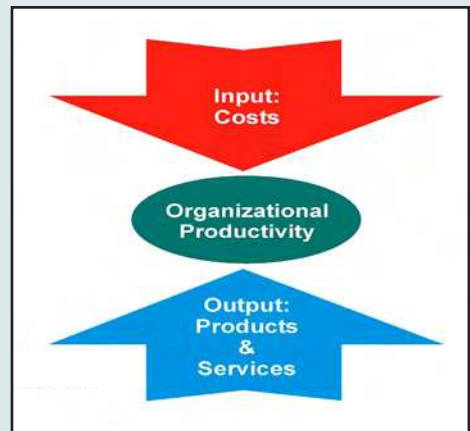 Input:
Costs
Organizational
Productivity
Output:
Products
&
Services